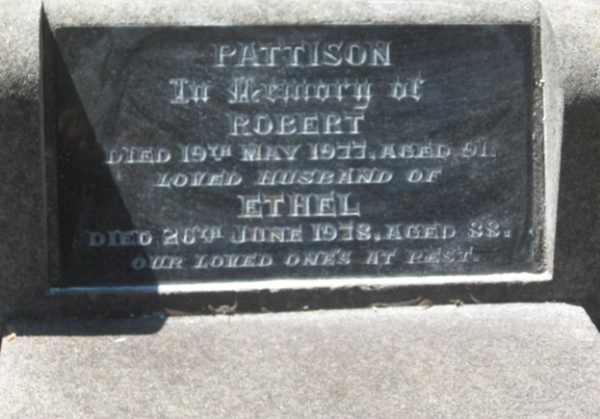 PATTISON
In Memory of
ROBERT
DIED 19TH MAY 1977, AGED 91.
LOVED HUSBAND OF
ETHEL
DIED 26TH JUNE 1978, AGED 88.
OUR LOVED ONE'S AT REST.